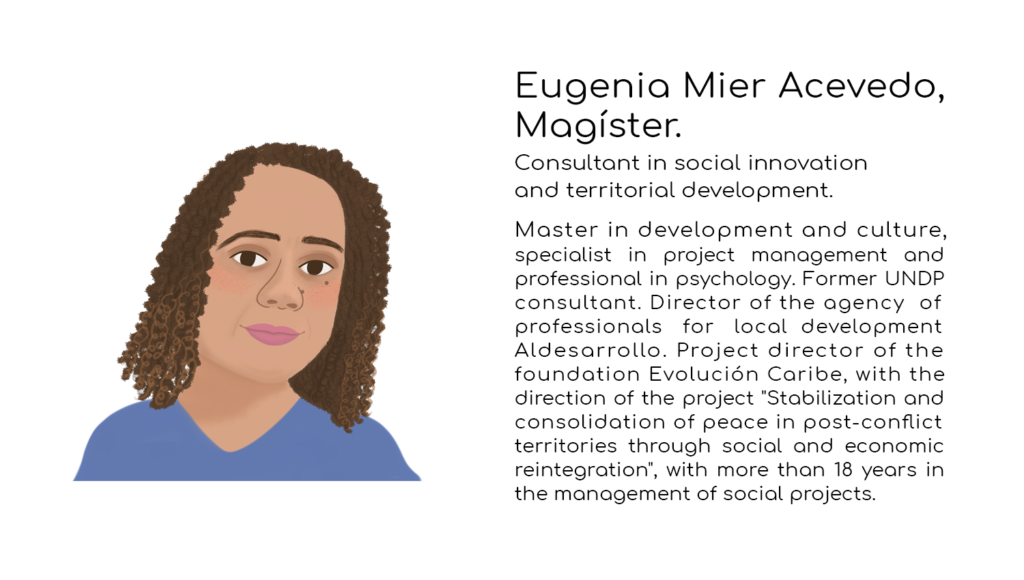 Eugenia Mier Acevedo,
Magíster.
Consultant in social innovation
and territorial development.
Master in development and culture,
specialist in project management and
professional in psychology. Former UNDP
consultant. Director of the agency of
professionals for local development
Aldesarrollo. Project director of the
foundation Evolución Caribe, with the
direction of the project "Stabilization and
consolidation of peace in post-conflict
territories through social and economic
reintegration", with more than 18 years in
the management of social projects.